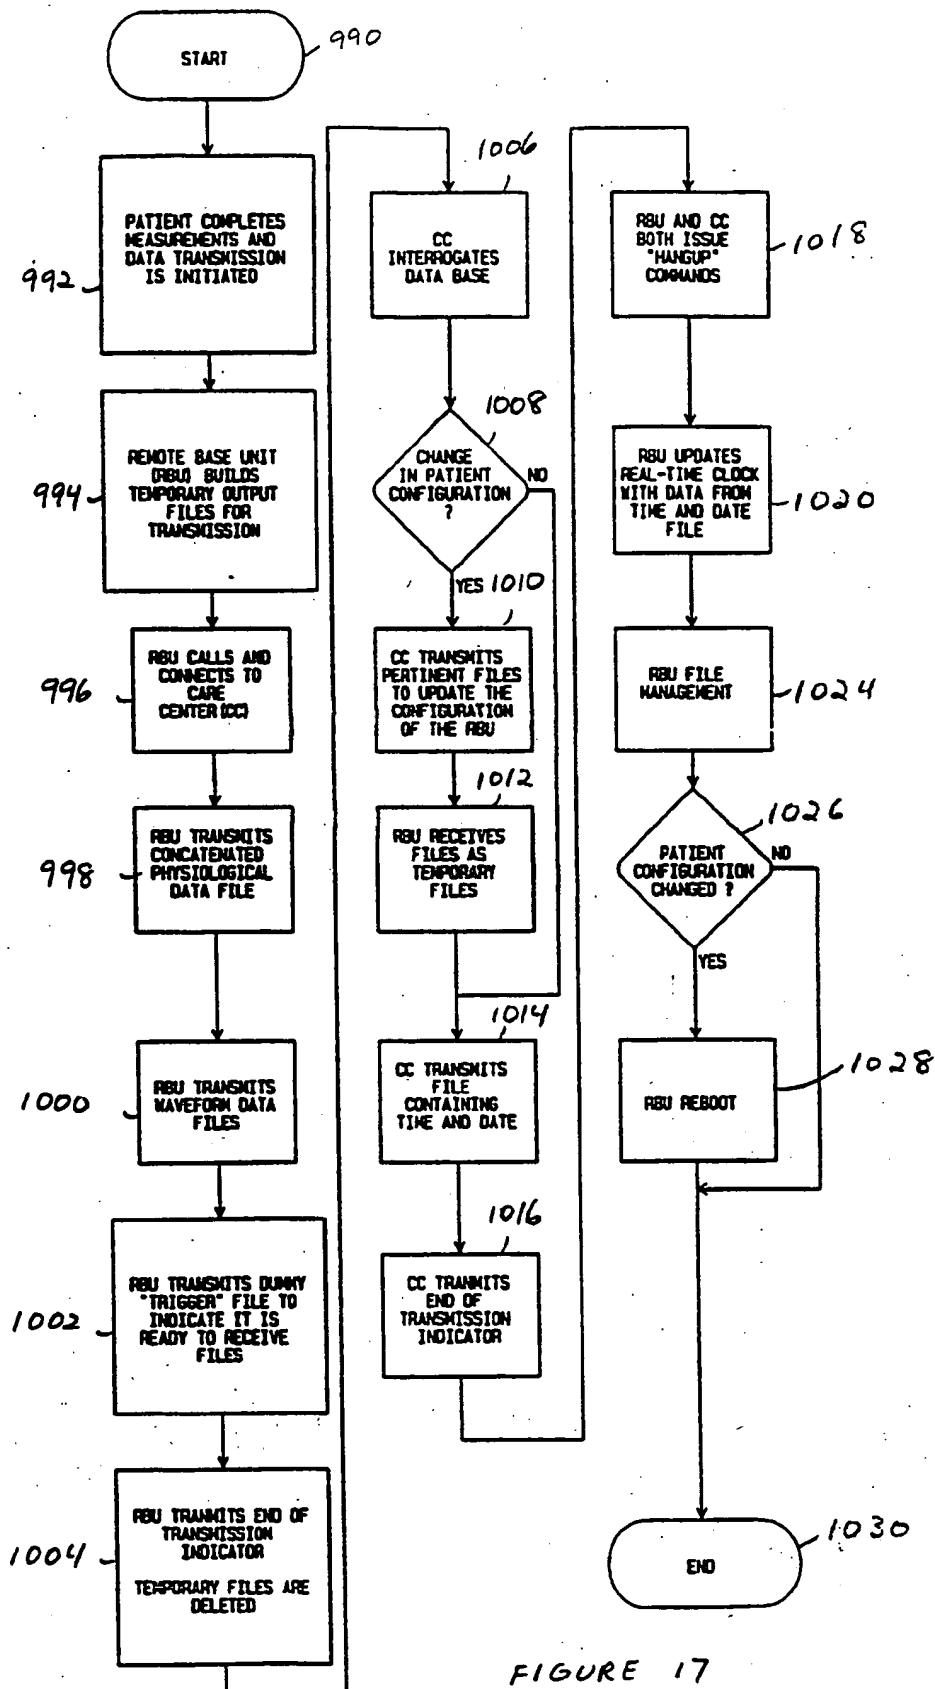 START
990
PATIENT COMPLETES
MEASUREMENTS AND
DATA TRANSMISSION
IS INITIATED
992
REMOTE BASE UNIT
(RBU) BUILDS
TEMPORARY OUTPUT
FILES FOR
TRANSMISSION
994
RBU CALLS AND
CONNECTS TO
CARE
CENTER(CC)
996
RBU TRANSMITS
CONCATENATED
PHYSIOLOGICAL
DATA FILE
998
RBU TRANSMITS
WAVEFORM DATA
FILES
1000
RBU TRANSMITS DUMMY
"TRIGGER" FILE TO
INDICATE IT IS
READY TO RECEIVE
FILES
1002
RBU TRANMITS END OF
TRANSMISSION
INDICATOR
TEMPORARY FILES ARE
DELETED
1004
1006
CC
INTERROGATES
DATA BASE
1008
CHANGE
IN PATIENT
CONFIGURATION
?
NO
YES
1010
CC TRANSMITS
PERTINENT FILES
TO UPDATE THE
CONFIGURATION
OF THE RBU
1012
RBU RECEIVES
FILES AS
TEMPORARY
FILES
1014
CC TRANSMITS
FILE
CONTAINING
TIME AND DATE
1016
CC TRANMITS
END OF
TRANSMISSION
INDICATOR
RBU AND CC
BOTH ISSUE
"HANGUP"
COMMANDS
1018
RBU UPDATES
REAL-TIME CLOCK
WITH DATA FROM
TIME AND DATE
FILE
1020
RBU FILE
MANAGEMENT
1024
1026
PATIENT
CONFIGURATION
CHANGED ?
NO
YES
RBU REBOOT
1028
END
1030
FIGURE 17